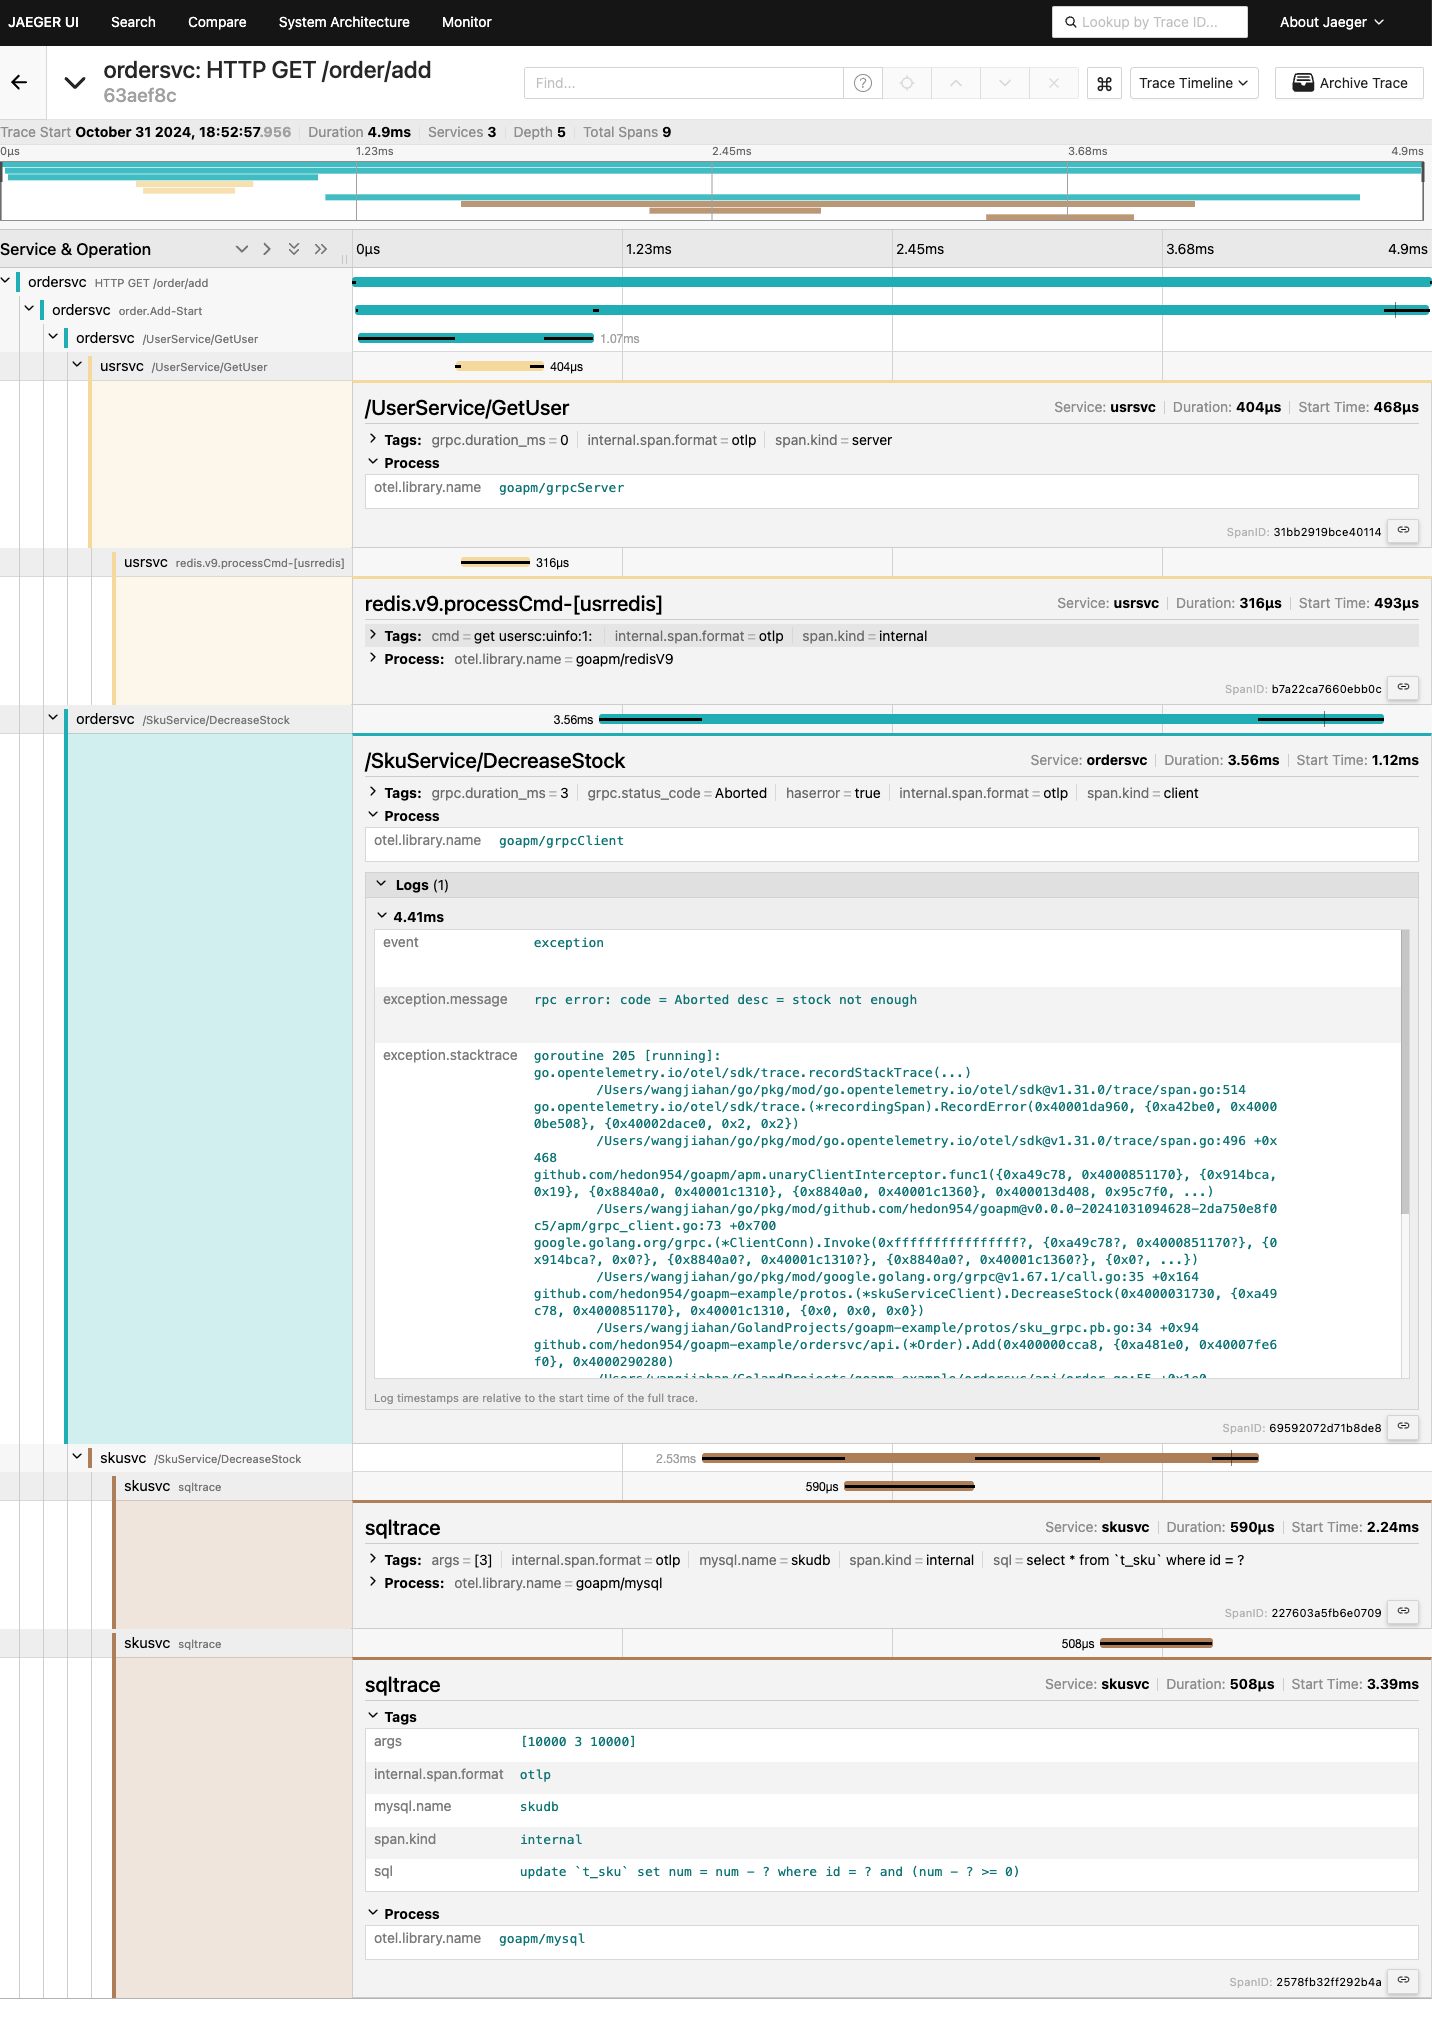 JAEGER UI Search Compare System Architecture Monitor Lookup by Trace ID... About Jaeger
ordersvc: HTTP GET /order/add
63aef8c
Find... Trace Timeline Archive Trace
Trace Start October 31 2024, 18:52:57.956 Duration 4.9ms Services 3 Depth 5 Total Spans 9
0μs 1.23ms 2.45ms 3.68ms 4.9ms
Service & Operation 0μs 1.23ms 2.45ms 3.68ms 4.9ms
ordersvc HTTP GET /order/add
ordersvc order.Add-Start
ordersvc /UserService/GetUser 1.07ms
usrsvc /UserService/GetUser 404μs
/UserService/GetUser Service: usrsvc Duration: 404μs Start Time: 468μs
Tags: grpc.duration_ms = 0 internal.span.format = otlp span.kind = server
Process
otel.library.name goapm/grpcServer
SpanID: 31bb2919bce40114
usrsvc redis.v9.processCmd-[usrredis] 316μs
redis.v9.processCmd-[usrredis] Service: usrsvc Duration: 316μs Start Time: 493μs
Tags: cmd = get usersc:uinfo:1: internal.span.format = otlp span.kind = internal
Process: otel.library.name = goapm/redisV9
SpanID: b7a22ca7660ebb0c
ordersvc /SkuService/DecreaseStock 3.56ms
/SkuService/DecreaseStock Service: ordersvc Duration: 3.56ms Start Time: 1.12ms
Tags: grpc.duration_ms = 3 grpc.status_code = Aborted haserror = true internal.span.format = otlp span.kind = client
Process
otel.library.name goapm/grpcClient
Logs (1)
4.41ms
event exception
exception.message rpc error: code = Aborted desc = stock not enough
exception.stacktrace goroutine 205 [running]:
go.opentelemetry.io/otel/sdk/trace.recordStackTrace(...)
/Users/wangjiahan/go/pkg/mod/go.opentelemetry.io/otel/sdk@v1.31.0/trace/span.go:514
go.opentelemetry.io/otel/sdk/trace.(*recordingSpan).RecordError(0x40001da960, {0xa42be0, 0x4000
0be508}, {0x40002dace0, 0x2, 0x2})
/Users/wangjiahan/go/pkg/mod/go.opentelemetry.io/otel/sdk@v1.31.0/trace/span.go:496 +0x
468
github.com/hedon954/goapm/apm.unaryClientInterceptor.func1({0xa49c78, 0x4000851170}, {0x914bca,
0x19}, {0x8840a0, 0x40001c1310}, {0x8840a0, 0x40001c1360}, 0x400013d408, 0x95c7f0, ...)
/Users/wangjiahan/go/pkg/mod/github.com/hedon954/goapm@v0.0.0-20241031094628-2da750e8f0
c5/apm/grpc_client.go:73 +0x700
google.golang.org/grpc.(*ClientConn).Invoke(0xffffffffffffffff?, {0xa49c78?, 0x4000851170?}, {0
x914bca?, 0x0?}, {0x8840a0?, 0x40001c1310?}, {0x8840a0?, 0x40001c1360?}, {0x0?, ...})
/Users/wangjiahan/go/pkg/mod/google.golang.org/grpc@v1.67.1/call.go:35 +0x164
github.com/hedon954/goapm-example/protos.(*skuServiceClient).DecreaseStock(0x4000031730, {0xa49
c78, 0x4000851170}, 0x40001c1310, {0x0, 0x0, 0x0})
/Users/wangjiahan/GolandProjects/goapm-example/protos/sku_grpc.pb.go:34 +0x94
github.com/hedon954/goapm-example/ordersvc/api.(*Order).Add(0x400000cca8, {0xa481e0, 0x40007fe6
f0}, 0x4000290280)
/Users/wangjiahan/GolandProjects/goapm-example/ordersvc/api/order.go:55 +0x1e0
Log timestamps are relative to the start time of the full trace.
SpanID: 69592072d71b8de8
skusvc /SkuService/DecreaseStock 2.53ms
skusvc sqltrace 590μs
sqltrace Service: skusvc Duration: 590μs Start Time: 2.24ms
Tags: args = [3] internal.span.format = otlp mysql.name = skudb span.kind = internal sql = select * from `t_sku` where id = ?
Process: otel.library.name = goapm/mysql
SpanID: 227603a5fb6e0709
skusvc sqltrace 508μs
sqltrace Service: skusvc Duration: 508μs Start Time: 3.39ms
Tags
args [10000 3 10000]
internal.span.format otlp
mysql.name skudb
span.kind internal
sql update `t_sku` set num = num - ? where id = ? and (num - ? >= 0)
Process
otel.library.name goapm/mysql
SpanID: 2578fb32ff292b4a